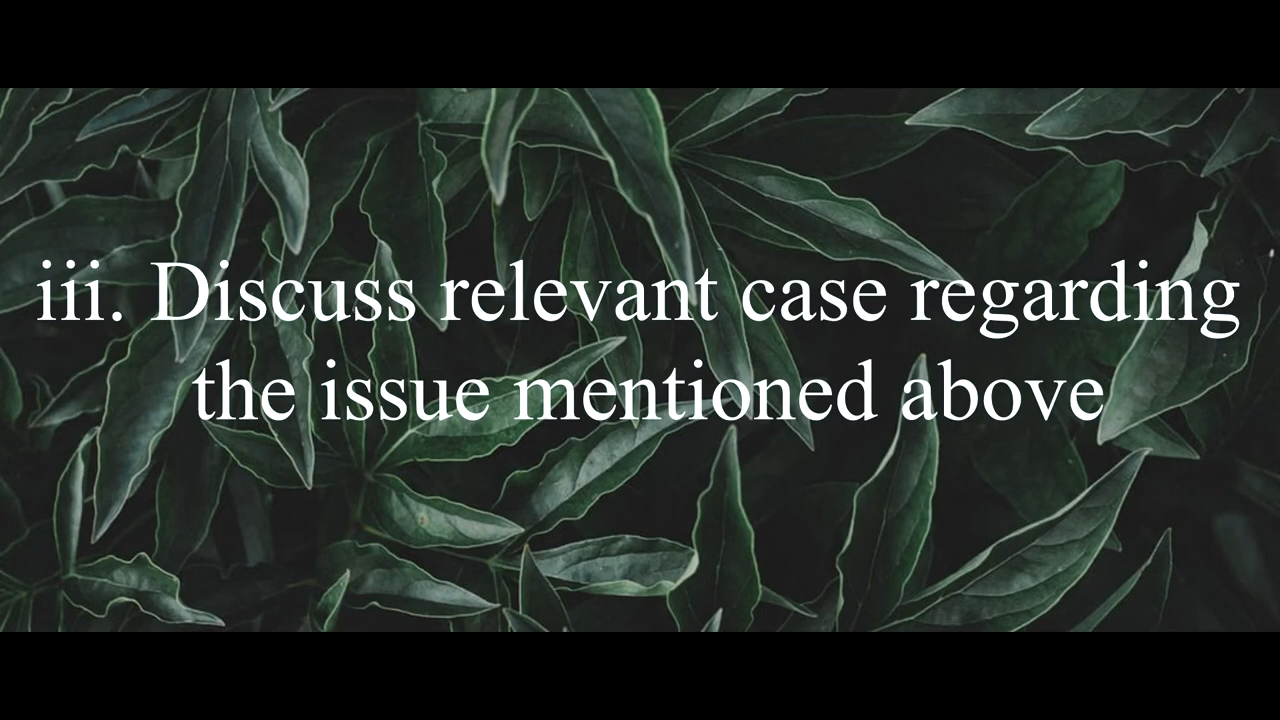 iii. Discuss relevant case regarding
the issue mentioned above